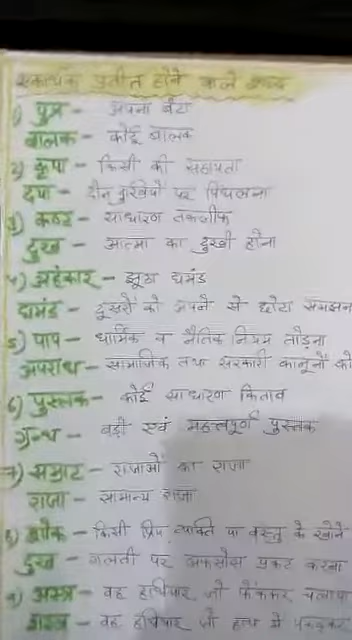 एकार्थक प्रतीत होने वाले शब्द
1) पुत्र - अपना बेटा
बालक - कोई बालक
2) कृपा - किसी की सहायता
दया - दीन दुखियों पर पिघलना
3) कष्ट - साधारण तकलीफ
दुख - आत्मा का दुखी होना
4) अहंकार - झूठा घमंड
घमंड - दूसरों को अपने से छोटा समझन
5) पाप - धार्मिक व नैतिक नियम तोड़ना
अपराध - सामाजिक तथा सरकारी कानूनों को
6) पुस्तक - कोई साधारण किताब
ग्रन्थ - बड़ी एवं महत्वपूर्ण पुस्तक
7) सम्राट - राजाओं का राजा
राजा - सामान्य राजा
8) शोक - किसी प्रिय व्यक्ति या वस्तु के खोने
दुख - गलती पर अफसोस प्रकट करना
9) अस्त्र - वह हथियार जो फेंककर चलाया
शस्त्र - वह हथियार जो हाथ में पकड़कर